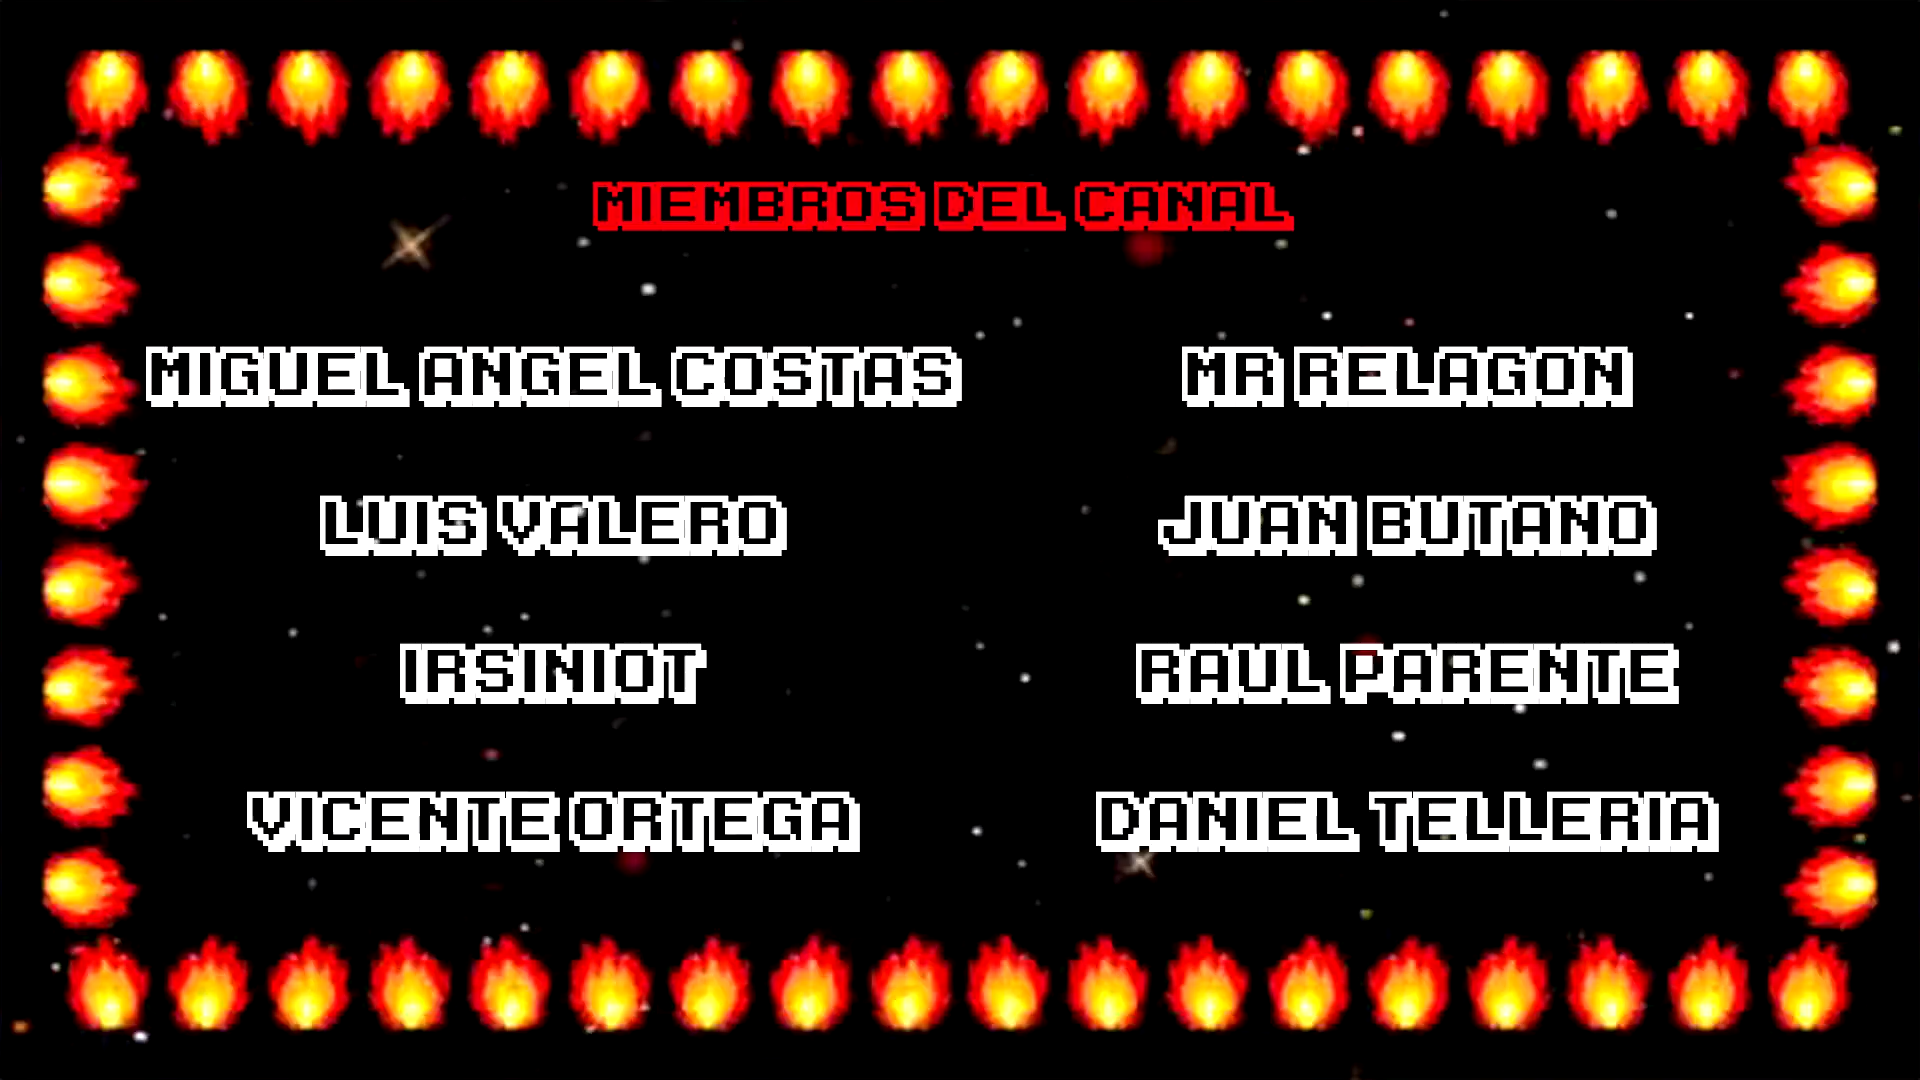 MIEMBROS DEL CANAL
MIGUEL ANGEL COSTAS
MR RELAGON
LUIS VALERO
JUAN BUTANO
IRSINIOT
RAUL PARENTE
VICENTE ORTEGA
DANIEL TELLERIA